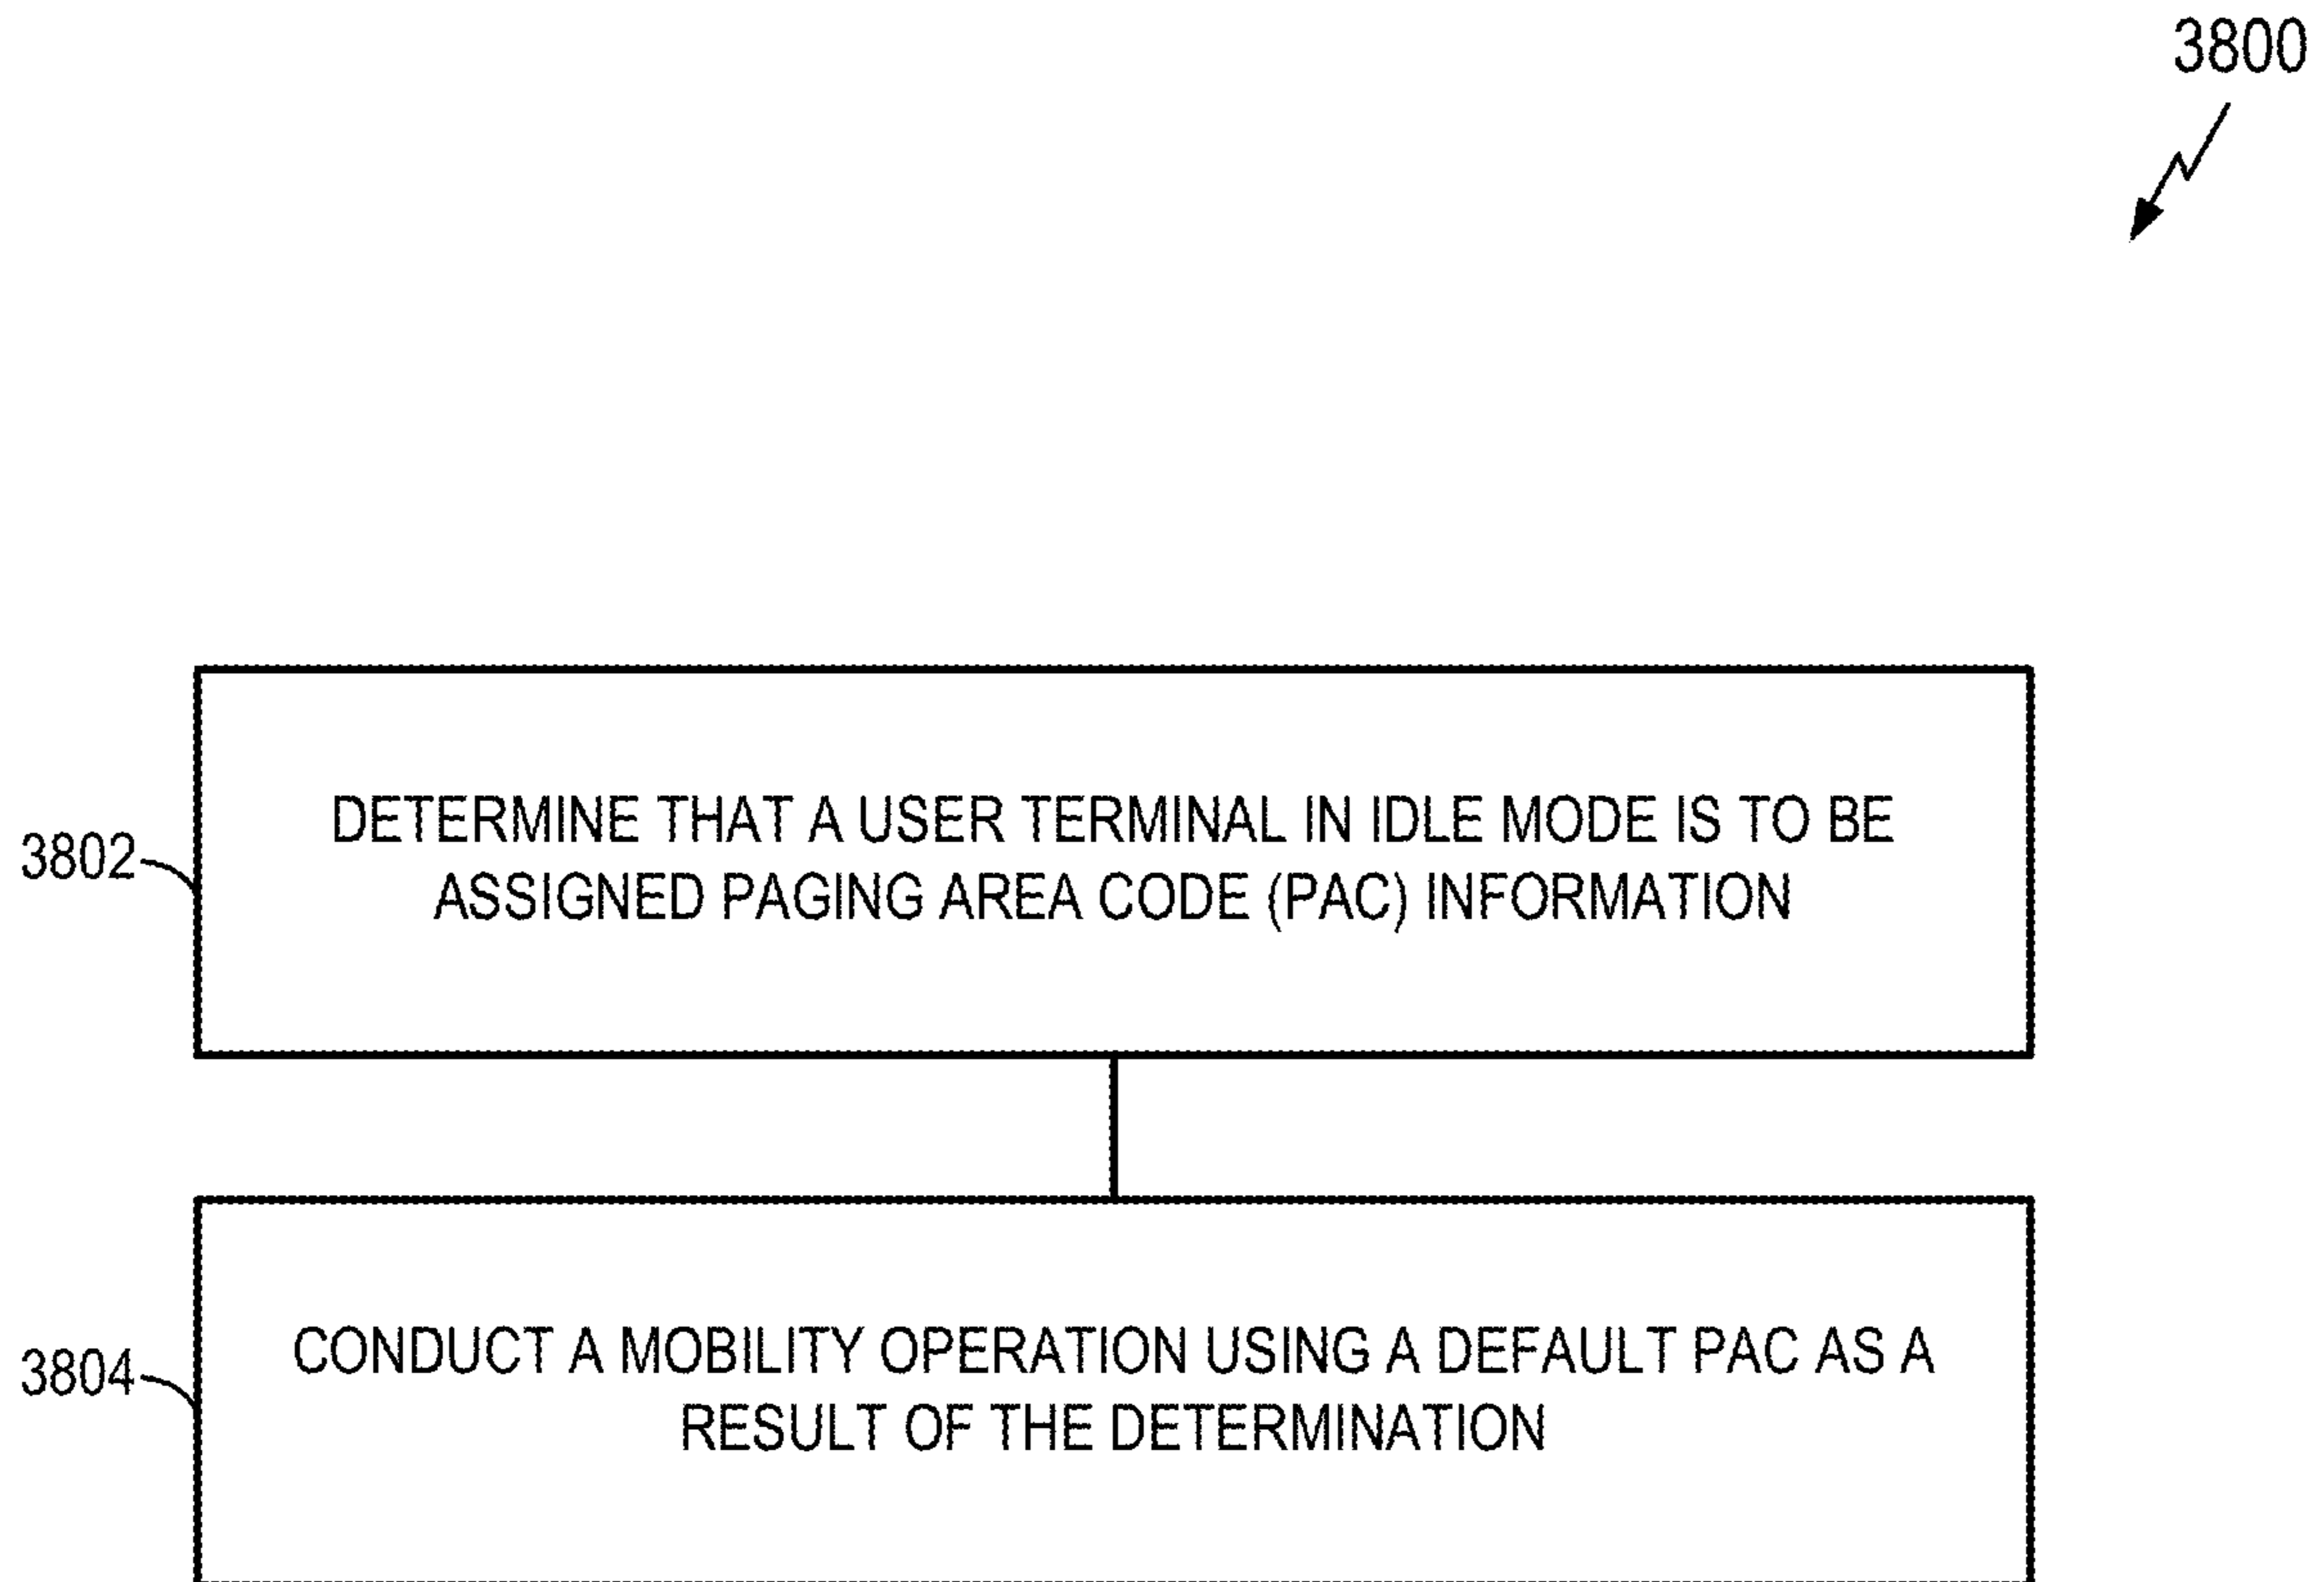 3800
3802
DETERMINE THAT A USER TERMINAL IN IDLE MODE IS TO BE
ASSIGNED PAGING AREA CODE (PAC) INFORMATION
3804
CONDUCT A MOBILITY OPERATION USING A DEFAULT PAC AS A
RESULT OF THE DETERMINATION